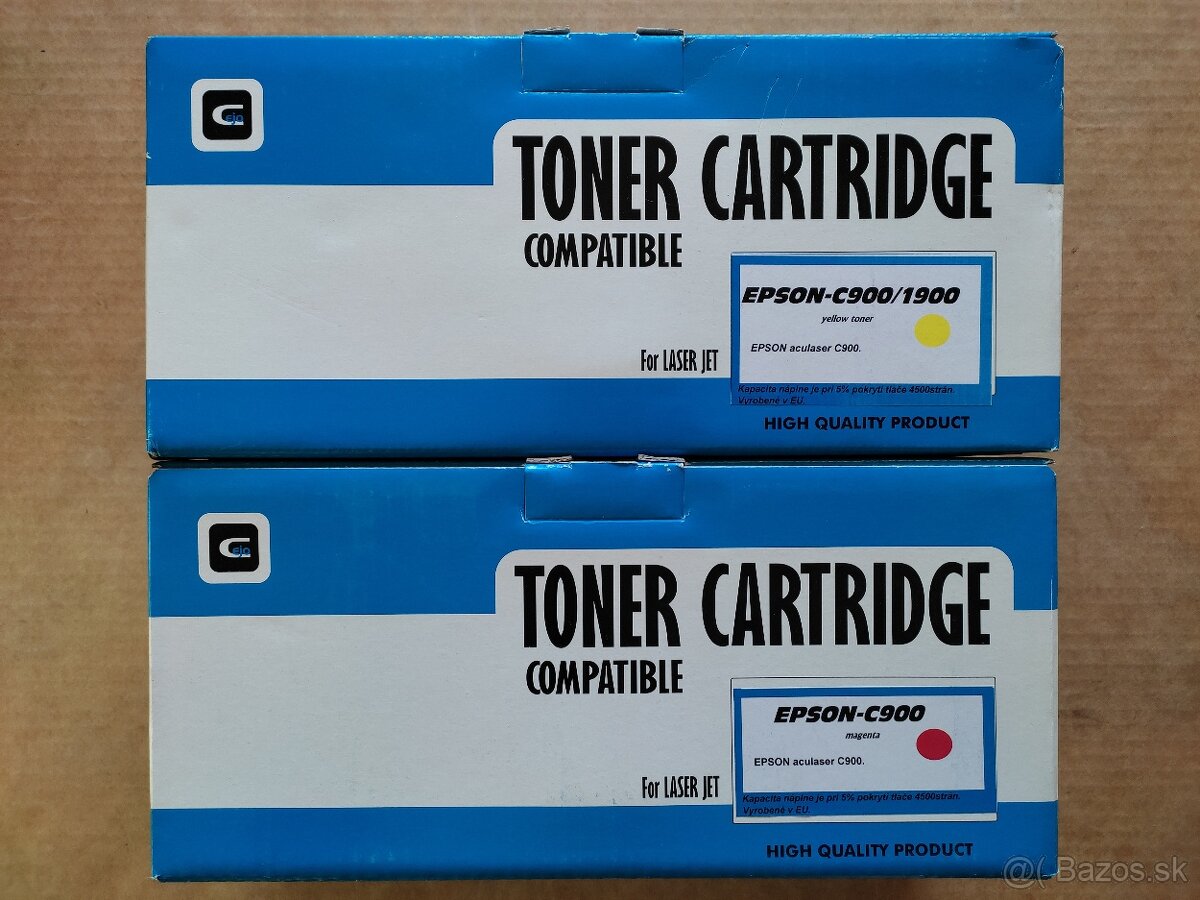 Gejo
TONER CARTRIDGE
COMPATIBLE
EPSON-C900/1900
yellow toner
EPSON aculaser C900.
For LASER JET
Kapacita náplne je pri 5% pokrytí tlače 4500strán.
Vyrobené v EU.
HIGH QUALITY PRODUCT
Gejo
TONER CARTRIDGE
COMPATIBLE
EPSON-C900
magenta
EPSON aculaser C900.
For LASER JET
Kapacita náplne je pri 5% pokrytí tlače 4500strán.
Vyrobené v EU.
HIGH QUALITY PRODUCT
@( Bazos.sk